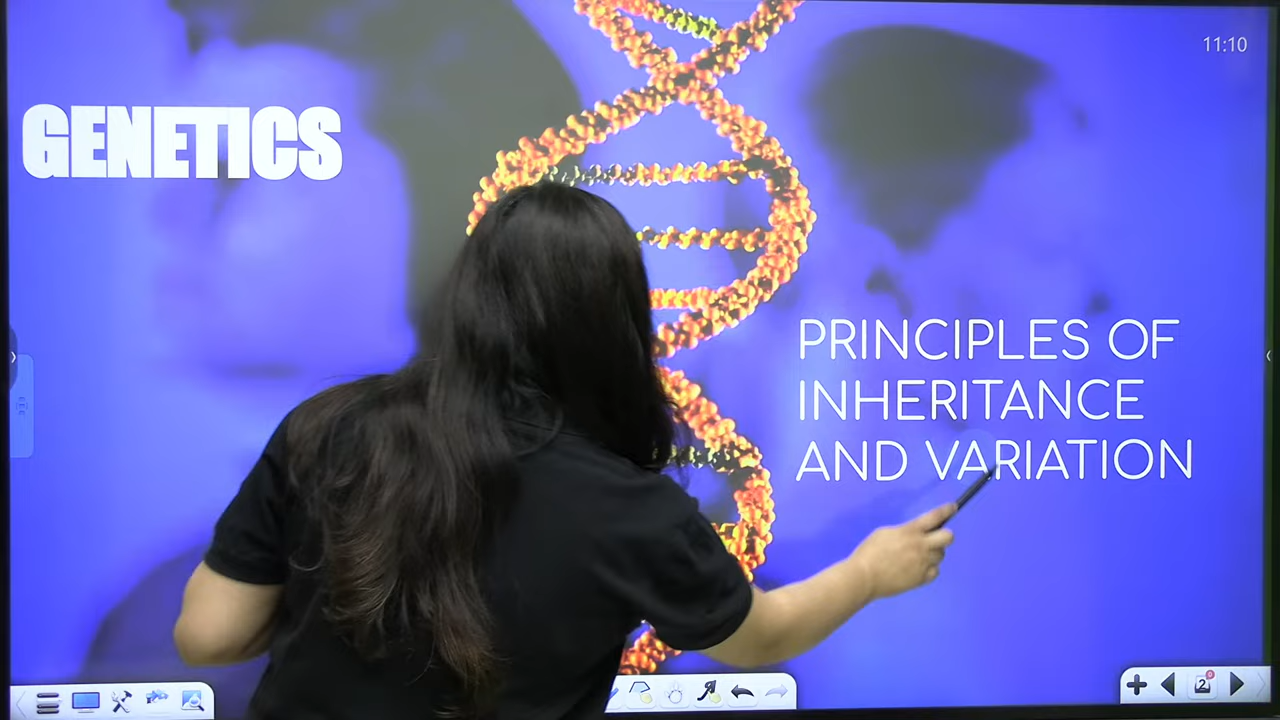 11:10
GENETICS
PRINCIPLES OF
INHERITANCE
AND VARIATION
2